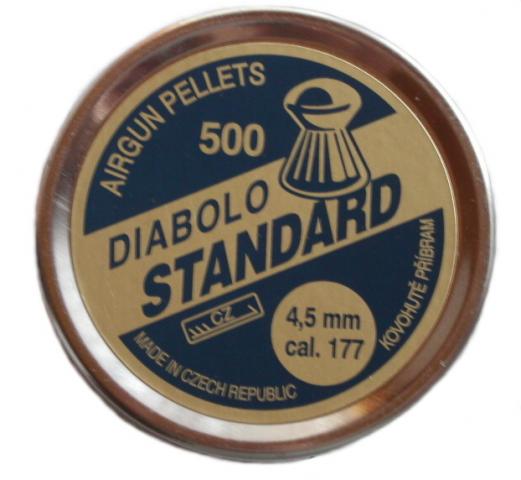 AIRGUN PELLETS
500
DIABOLO
STANDARD
CZ
4,5 mm
cal. 177
MADE IN CZECH REPUBLIC
KOVOHUTĚ PŘÍBRAM